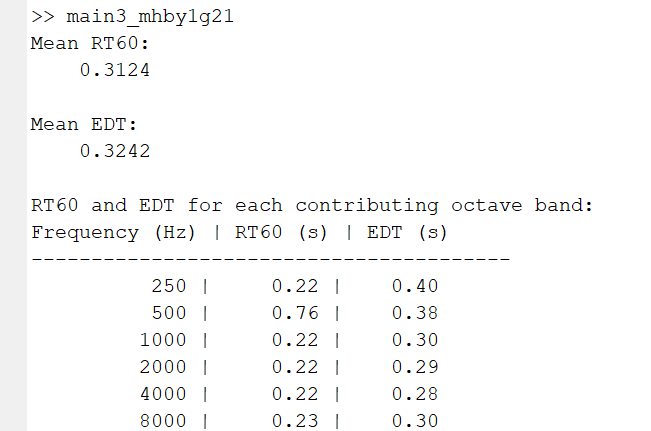 >> main3_mhby1g21
Mean RT60:
0.3124
Mean EDT:
0.3242
RT60 and EDT for each contributing octave band:
Frequency (Hz) | RT60 (s) | EDT (s)
----------------------------------------
250 | 0.22 | 0.40
500 | 0.76 | 0.38
1000 | 0.22 | 0.30
2000 | 0.22 | 0.29
4000 | 0.22 | 0.28
8000 | 0.23 | 0.30